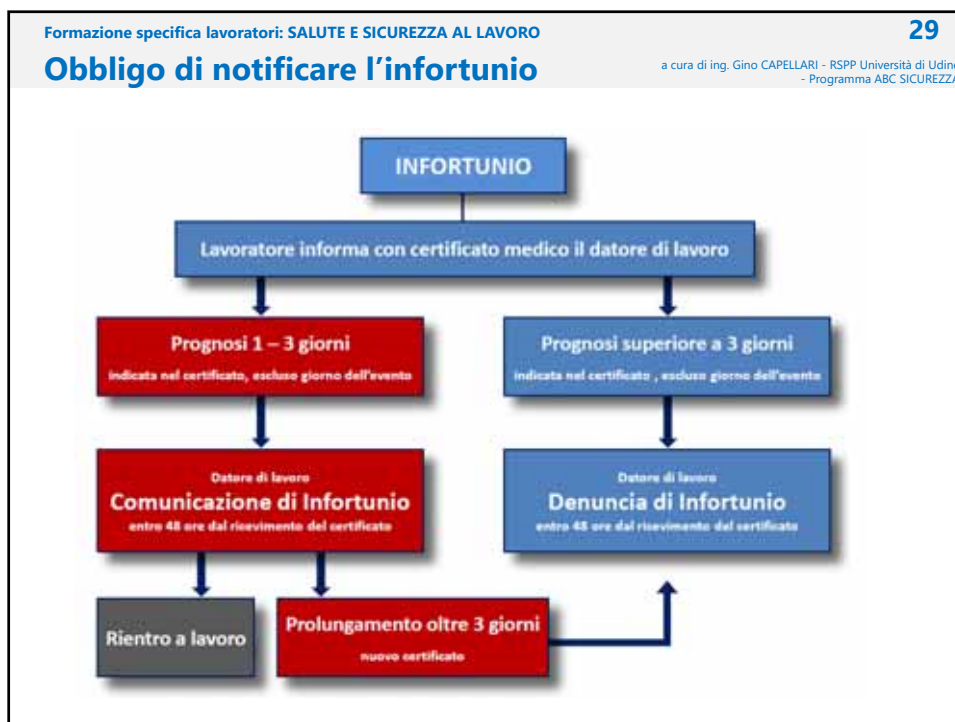 Formazione specifica lavoratori: SALUTE E SICUREZZA AL LAVORO
29
Obbligo di notificare l'infortunio
a cura di ing. Gino CAPELLARI - RSPP Università di Udine
- Programma ABC SICUREZZA
INFORTUNIO
Lavoratore informa con certificato medico il datore di lavoro
Prognosi 1 – 3 giorni
indicata nel certificato, escluso giorno dell'evento
Prognosi superiore a 3 giorni
indicata nel certificato , escluso giorno dell'evento
Datore di lavoro
Comunicazione di Infortunio
entro 48 ore dal ricevimento del certificato
Datore di lavoro
Denuncia di Infortunio
entro 48 ore dal ricevimento del certificato
Rientro a lavoro
Prolungamento oltre 3 giorni
nuovo certificato